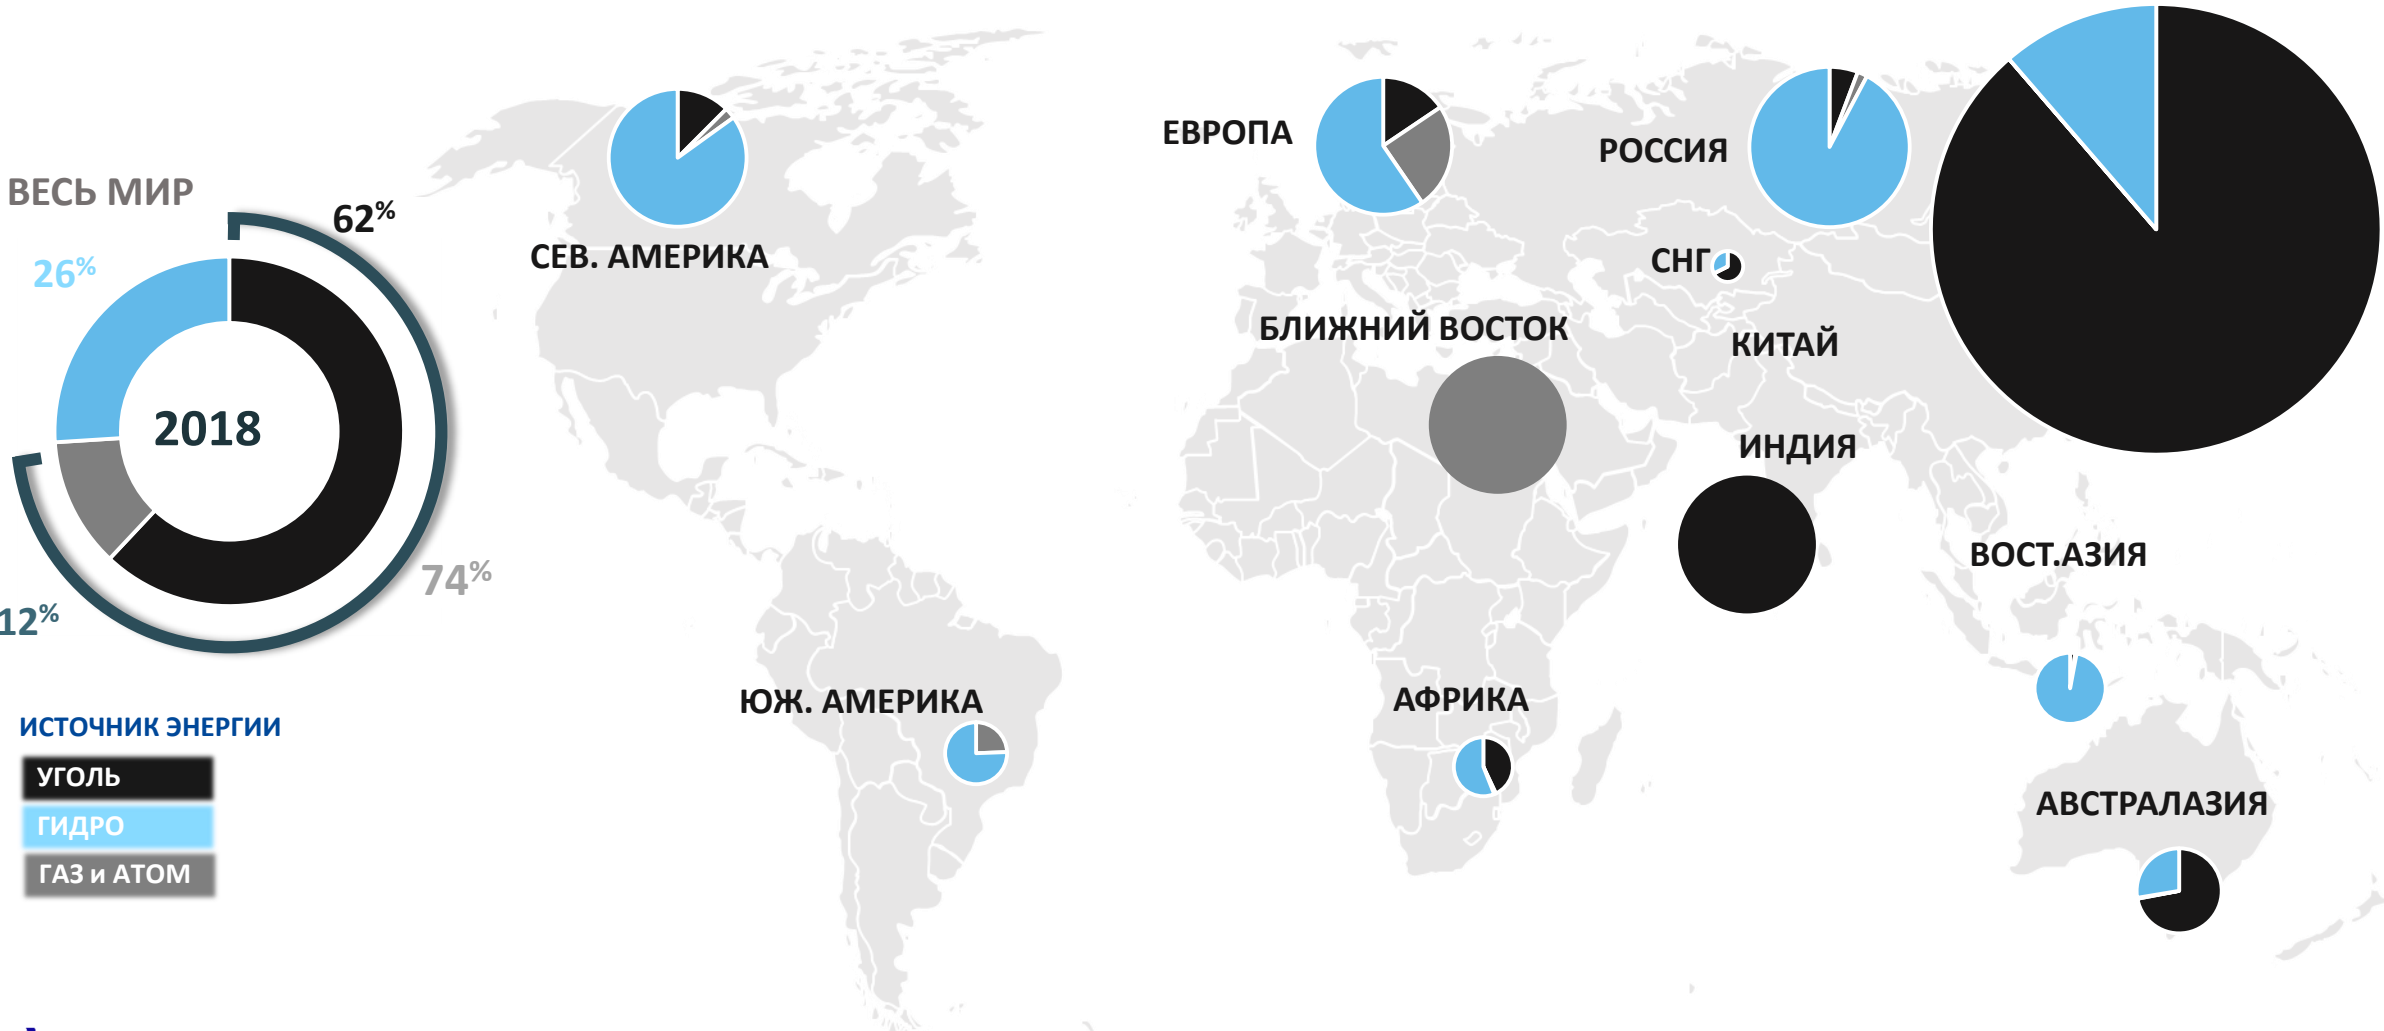 ВЕСЬ МИР
62%
26%
2018
74%
12%
ИСТОЧНИК ЭНЕРГИИ
УГОЛЬ
ГИДРО
ГАЗ и АТОМ
СЕВ. АМЕРИКА
ЮЖ. АМЕРИКА
ЕВРОПА
РОССИЯ
СНГ
БЛИЖНИЙ ВОСТОК
КИТАЙ
ИНДИЯ
ВОСТ.АЗИЯ
АФРИКА
АВСТРАЛАЗИЯ